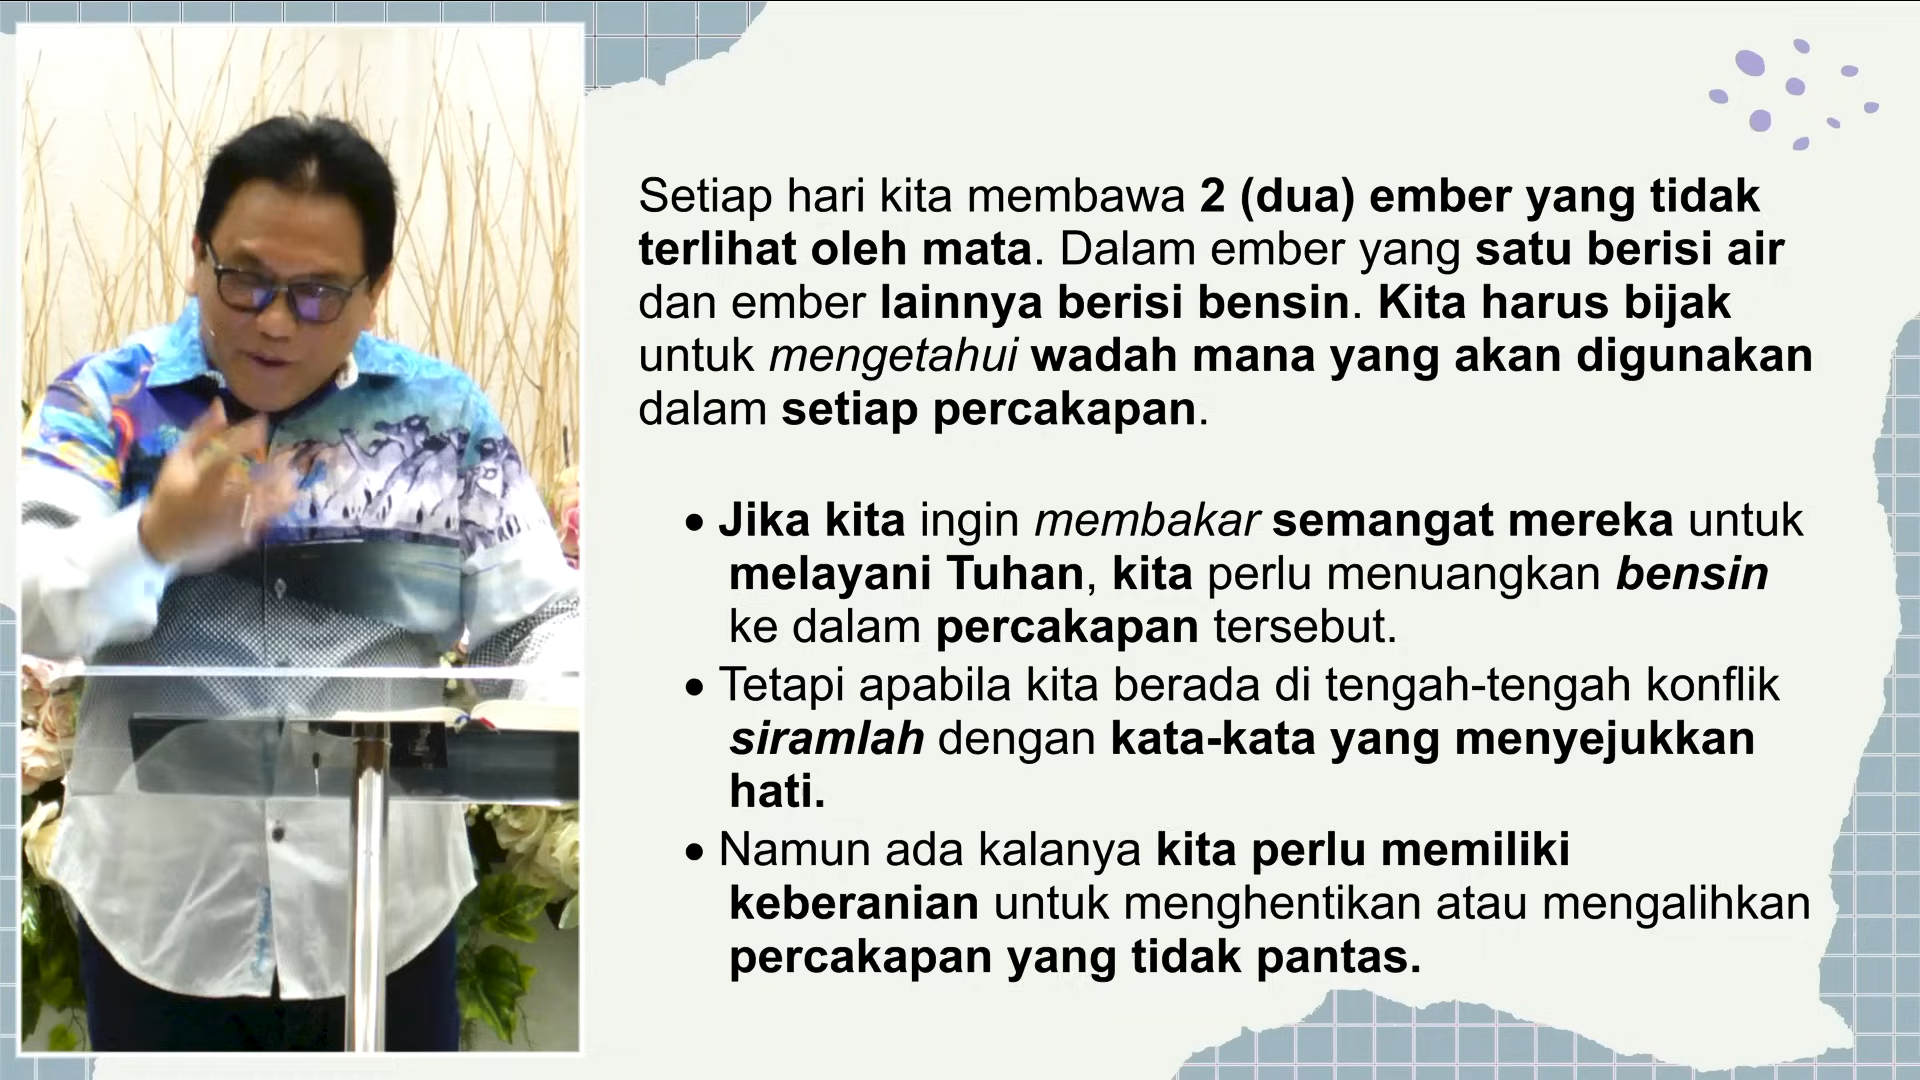 Setiap hari kita membawa 2 (dua) ember yang tidak
terlihat oleh mata. Dalam ember yang satu berisi air
dan ember lainnya berisi bensin. Kita harus bijak
untuk mengetahui wadah mana yang akan digunakan
dalam setiap percakapan.
• Jika kita ingin membakar semangat mereka untuk
melayani Tuhan, kita perlu menuangkan bensin
ke dalam percakapan tersebut.
• Tetapi apabila kita berada di tengah-tengah konflik
siramlah dengan kata-kata yang menyejukkan
hati.
• Namun ada kalanya kita perlu memiliki
keberanian untuk menghentikan atau mengalihkan
percakapan yang tidak pantas.